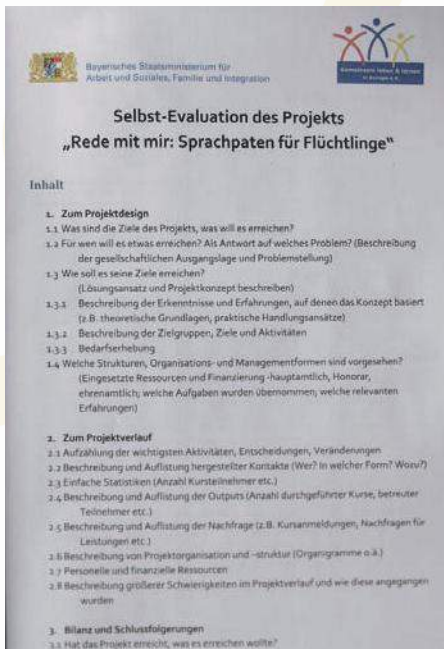 Bayerisches Staatsministerium für
Arbeit und Soziales, Familie und Integration
Gemeinsam leben & lernen
in Europa e.V.
Selbst-Evaluation des Projekts
„Rede mit mir: Sprachpaten für Flüchtlinge“
Inhalt
1. Zum Projektdesign
1.1 Was sind die Ziele des Projekts, was will es erreichen?
1.2 Für wen will es etwas erreichen? Als Antwort auf welches Problem? (Beschreibung
der gesellschaftlichen Ausgangslage und Problemstellung)
1.3 Wie soll es seine Ziele erreichen?
(Lösungsansatz und Projektkonzept beschreiben)
1.3.1 Beschreibung der Erkenntnisse und Erfahrungen, auf denen das Konzept basiert
(z.B. theoretische Grundlagen, praktische Handlungsansätze)
1.3.2 Beschreibung der Zielgruppen, Ziele und Aktivitäten
1.3.3 Bedarfserhebung
1.4 Welche Strukturen, Organisations- und Managementformen sind vorgesehen?
(Eingesetzte Ressourcen und Finanzierung -hauptamtlich, Honorar,
ehrenamtlich; welche Aufgaben wurden übernommen, welche relevanten
Erfahrungen)
2. Zum Projektverlauf
2.1 Aufzählung der wichtigsten Aktivitäten, Entscheidungen, Veränderungen
2.2 Beschreibung und Auflistung hergestellter Kontakte (Wer? In welcher Form? Wozu?)
2.3 Einfache Statistiken (Anzahl Kursteilnehmer etc.)
2.4 Beschreibung und Auflistung der Outputs (Anzahl durchgeführter Kurse, betreuter
Teilnehmer etc.)
2.5 Beschreibung und Auflistung der Nachfrage (z.B. Kursanmeldungen, Nachfragen für
Leistungen etc.)
2.6 Beschreibung von Projektorganisation und –struktur (Organigramme o.ä.)
2.7 Personelle und finanzielle Ressourcen
2.8 Beschreibung größerer Schwierigkeiten im Projektverlauf und wie diese angegangen
wurden
3. Bilanz und Schlussfolgerungen
3.1 Hat das Projekt erreicht, was es erreichen wollte?